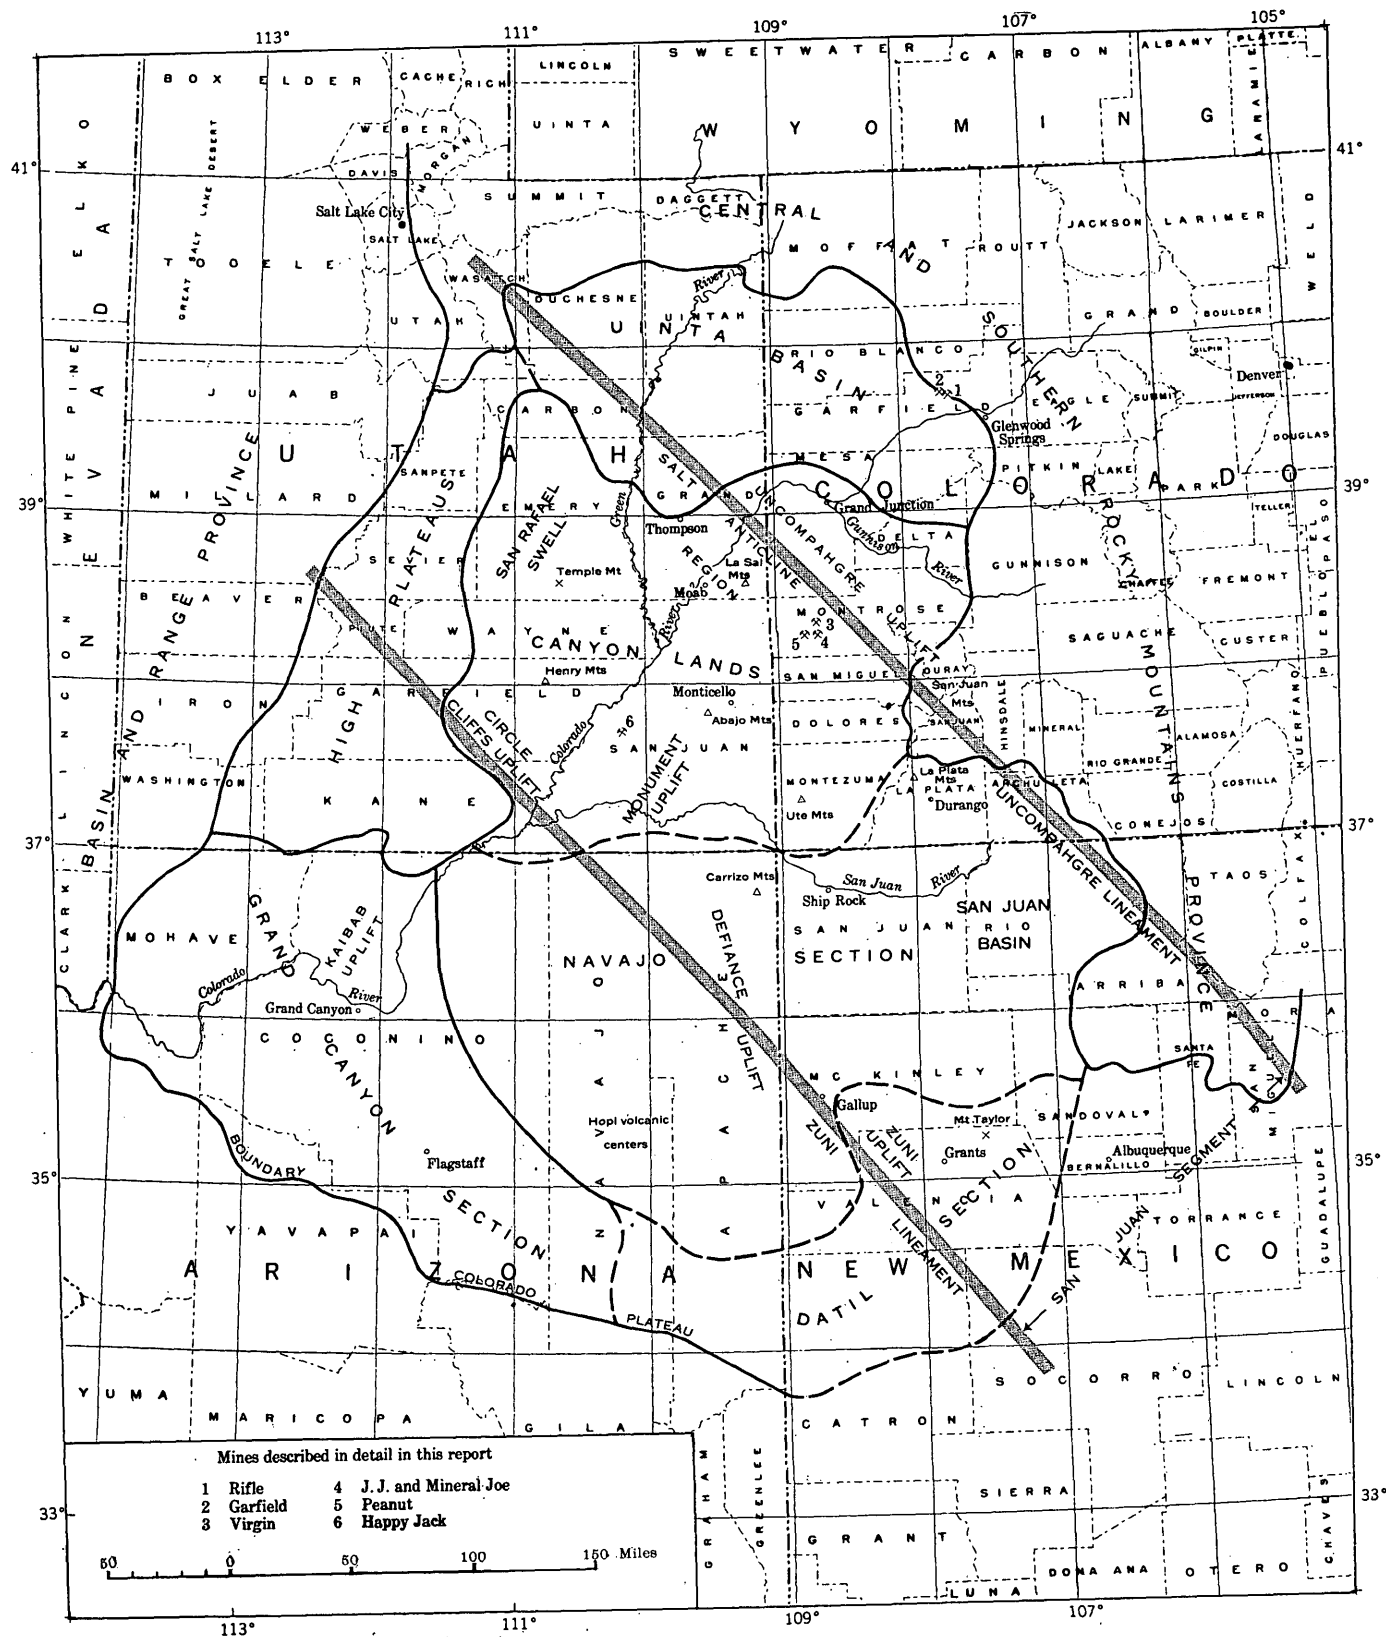 113°
111°
109°
107°
105°
SWEETWATER
CARBON
ALBANY
PLATTE
LINCOLN
BOX ELDER
CACHE
RICH
LARAMIE
ELKO
WEBER
UINTA
WYOMING
MORGAN
41°
41°
DAVIS
GREAT SALT LAKE DESERT
SUMMIT
DAGGETT
CENTRAL
Salt Lake City
SALT LAKE
JACKSON
LARIMER
WELD
MOFFAT
AND
ROUTT
TOOELE
WASATCH
River
DUCHESNE
UINTAH
UTAH
UINTA
BASIN
SOUTHERN
GRAND
BOULDER
GILPIN
RIO BLANCO
NEVADA
WHITE PINE
JUAB
2
1
Denver
CARBON
GARFIELD
EAGLE
SUMMIT
JEFFERSON
Glenwood
Springs
DOUGLAS
UTAH
SANPETE
SALT
MESA
PITKIN
LAKE
COLORADO
PARK
39°
39°
MILLARD
EMERY
GRAND
UNCOMPAHGRE
Grand Junction
TELLER
ROCKY
EL PASO
BASIN AND RANGE PROVINCE
HIGH PLATEAUS
SAN RAFAEL
SWELL
Green
Thompson
ANTICLINE
REGION
Gunnison
River
DELTA
GUNNISON
CHAFFEE
FREMONT
PUEBLO
SEVIER
Temple Mt
La Sal
Mts
Moab
BEAVER
PIUTE
WAYNE
MONTROSE
3
5
4
UPLIFT
SAGUACHE
CUSTER
CANYON
LANDS
River
SAN MIGUEL
OURAY
LINCOLN
Henry Mts
Monticello
San Juan
Mts
MOUNTAINS
IRON
GARFIELD
Abajo Mts
DOLORES
SAN JUAN
HINSDALE
MINERAL
HUERFANO
CIRCLE
CLIFFS UPLIFT
Colorado
6
SAN JUAN
ALAMOSA
RIO GRANDE
WASHINGTON
MONUMENT
UPLIFT
MONTEZUMA
La Plata
Mts
LA PLATA
ARCHULETA
COSTILLA
KANE
Ute Mts
Durango
CONEJOS
37°
37°
UNCOMPAHGRE LINEAMENT
CLARK
Carrizo Mts
San Juan
River
Ship Rock
PROVINCE
TAOS
COLFAX
MOHAVE
GRAND
KAIBAB
UPLIFT
DEFIANCE
UPLIFT
SAN JUAN
BASIN
SAN JUAN
RIO
NAVAJO
SECTION
Colorado
River
ARRIBA
Grand Canyon
MORA
COCONINO
NAVAJO
APACHE
SANTA
FE
SAN MIGUEL
CANYON
MC KINLEY
Gallup
Hopi volcanic
centers
ZUNI
ZUNI
UPLIFT
Mt Taylor
SANDOVAL
Grants
Albuquerque
BERNALILLO
SEGMENT
BOUNDARY
Flagstaff
35°
35°
SECTION
VALENCIA
SECTION
GUADALUPE
YAVAPAI
LINEAMENT
JUAN
TORRANCE
ARIZONA
NEW MEXICO
COLORADO
SAN
DATIL
PLATEAU
SOCORRO
LINCOLN
YUMA
MARICOPA
GILA
CATRON
Mines described in detail in this report
1 Rifle
4 J.J. and Mineral Joe
2 Garfield
5 Peanut
3 Virgin
6 Happy Jack
GRAHAM
GREENLEE
SIERRA
33°
33°
CHAVES
GRANT
50 0 50 100 150 Miles
LUNA
DONA ANA
OTERO
113°
111°
109°
107°